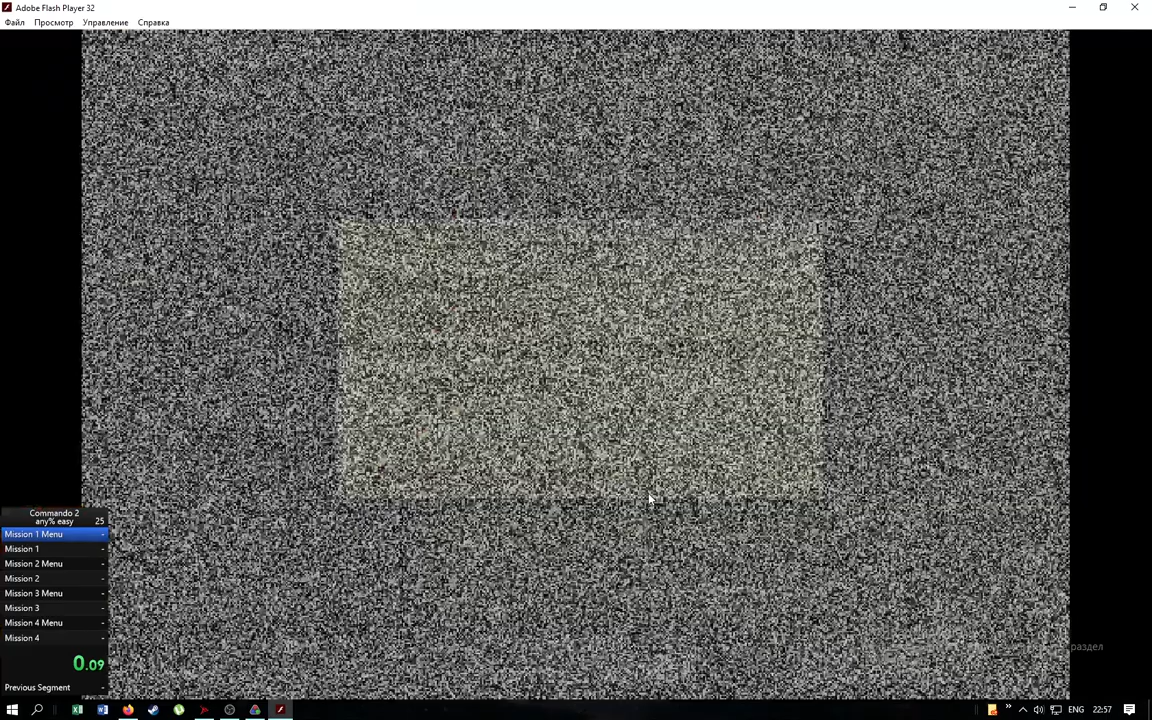 Adobe Flash Player 32
Файл Просмотр Управление Справка
Commando 2
any% easy 25
Mission 1 Menu -
Mission 1 -
Mission 2 Menu -
Mission 2 -
Mission 3 Menu -
Mission 3 -
Mission 4 Menu -
Mission 4 -
0.09
Previous Segment -
раздел
ENG 22:57